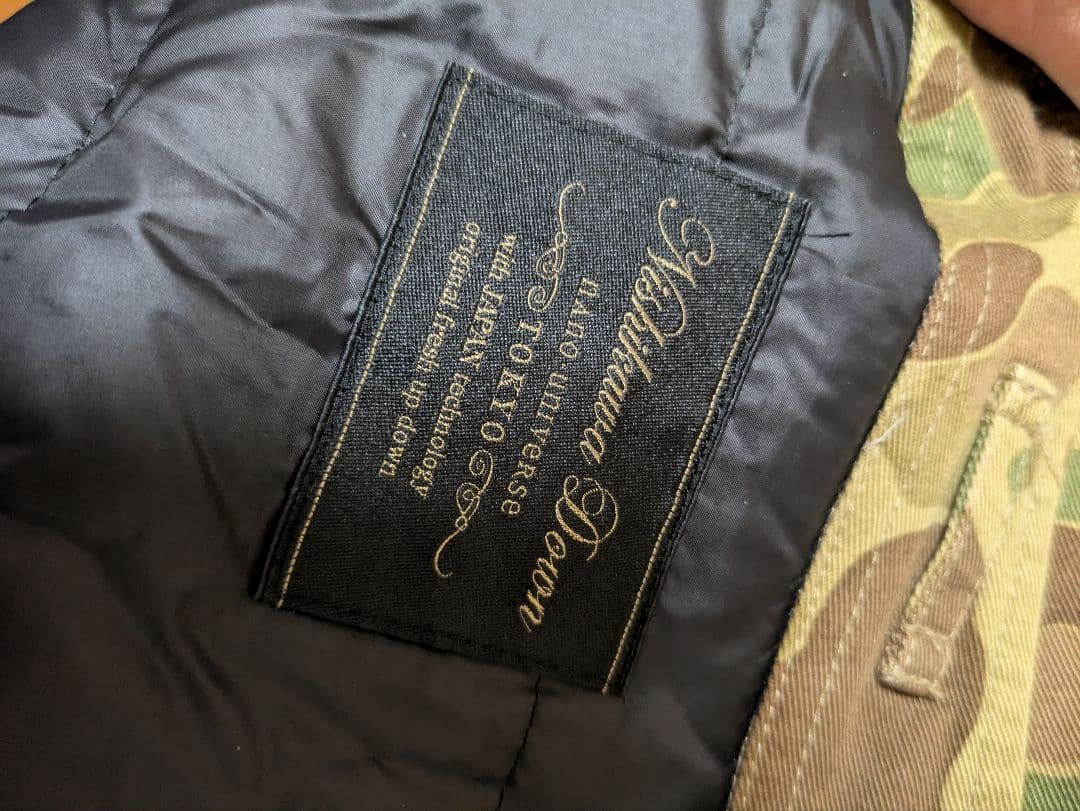 Nishikawa Down
nano·universe
TOKYO
with JAPAN technology
original fresh up down